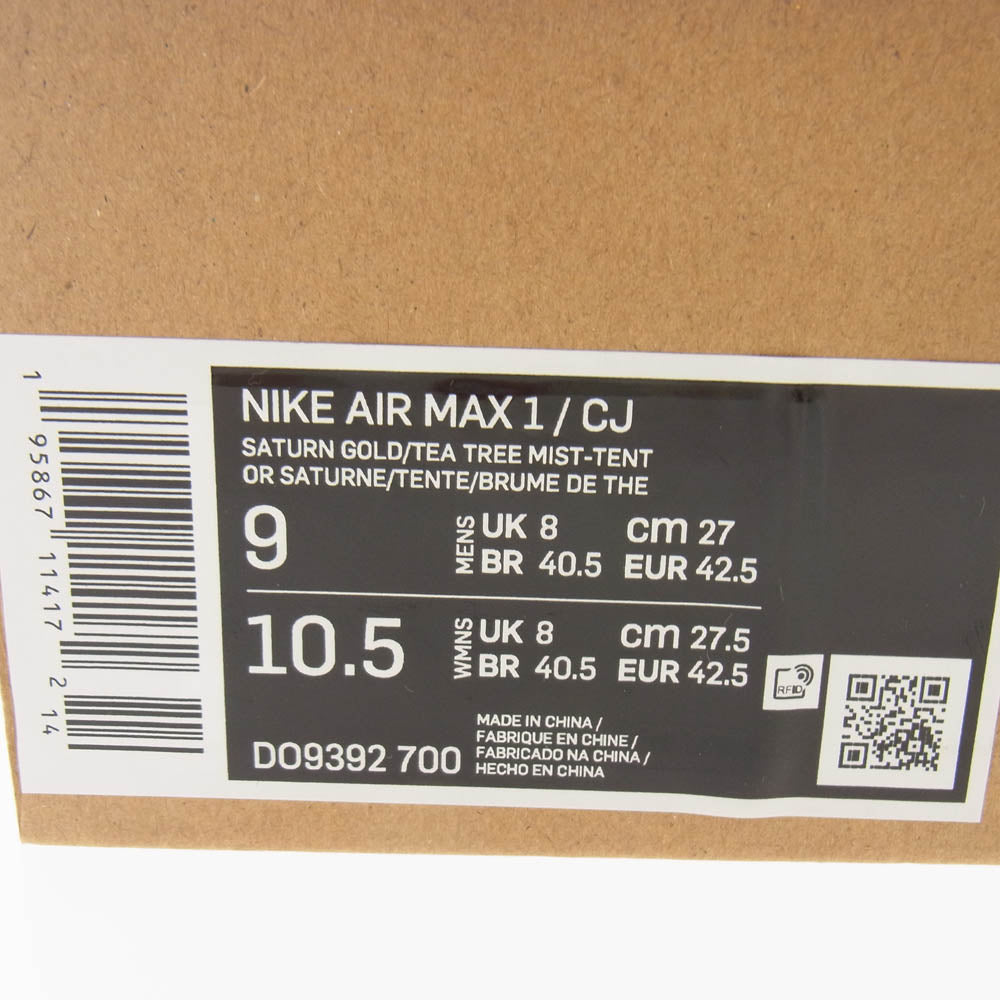 1 95867 11417 2 14
NIKE AIR MAX 1 / CJ
SATURN GOLD/TEA TREE MIST-TENT
OR SATURNE/TENTE/BRUME DE THE
9
MENS
UK 8 cm 27
BR 40.5 EUR 42.5
10.5
WMNS
UK 8 cm 27.5
BR 40.5 EUR 42.5
RFID
DO9392 700
MADE IN CHINA /
FABRIQUE EN CHINE /
FABRICADO NA CHINA /
HECHO EN CHINA